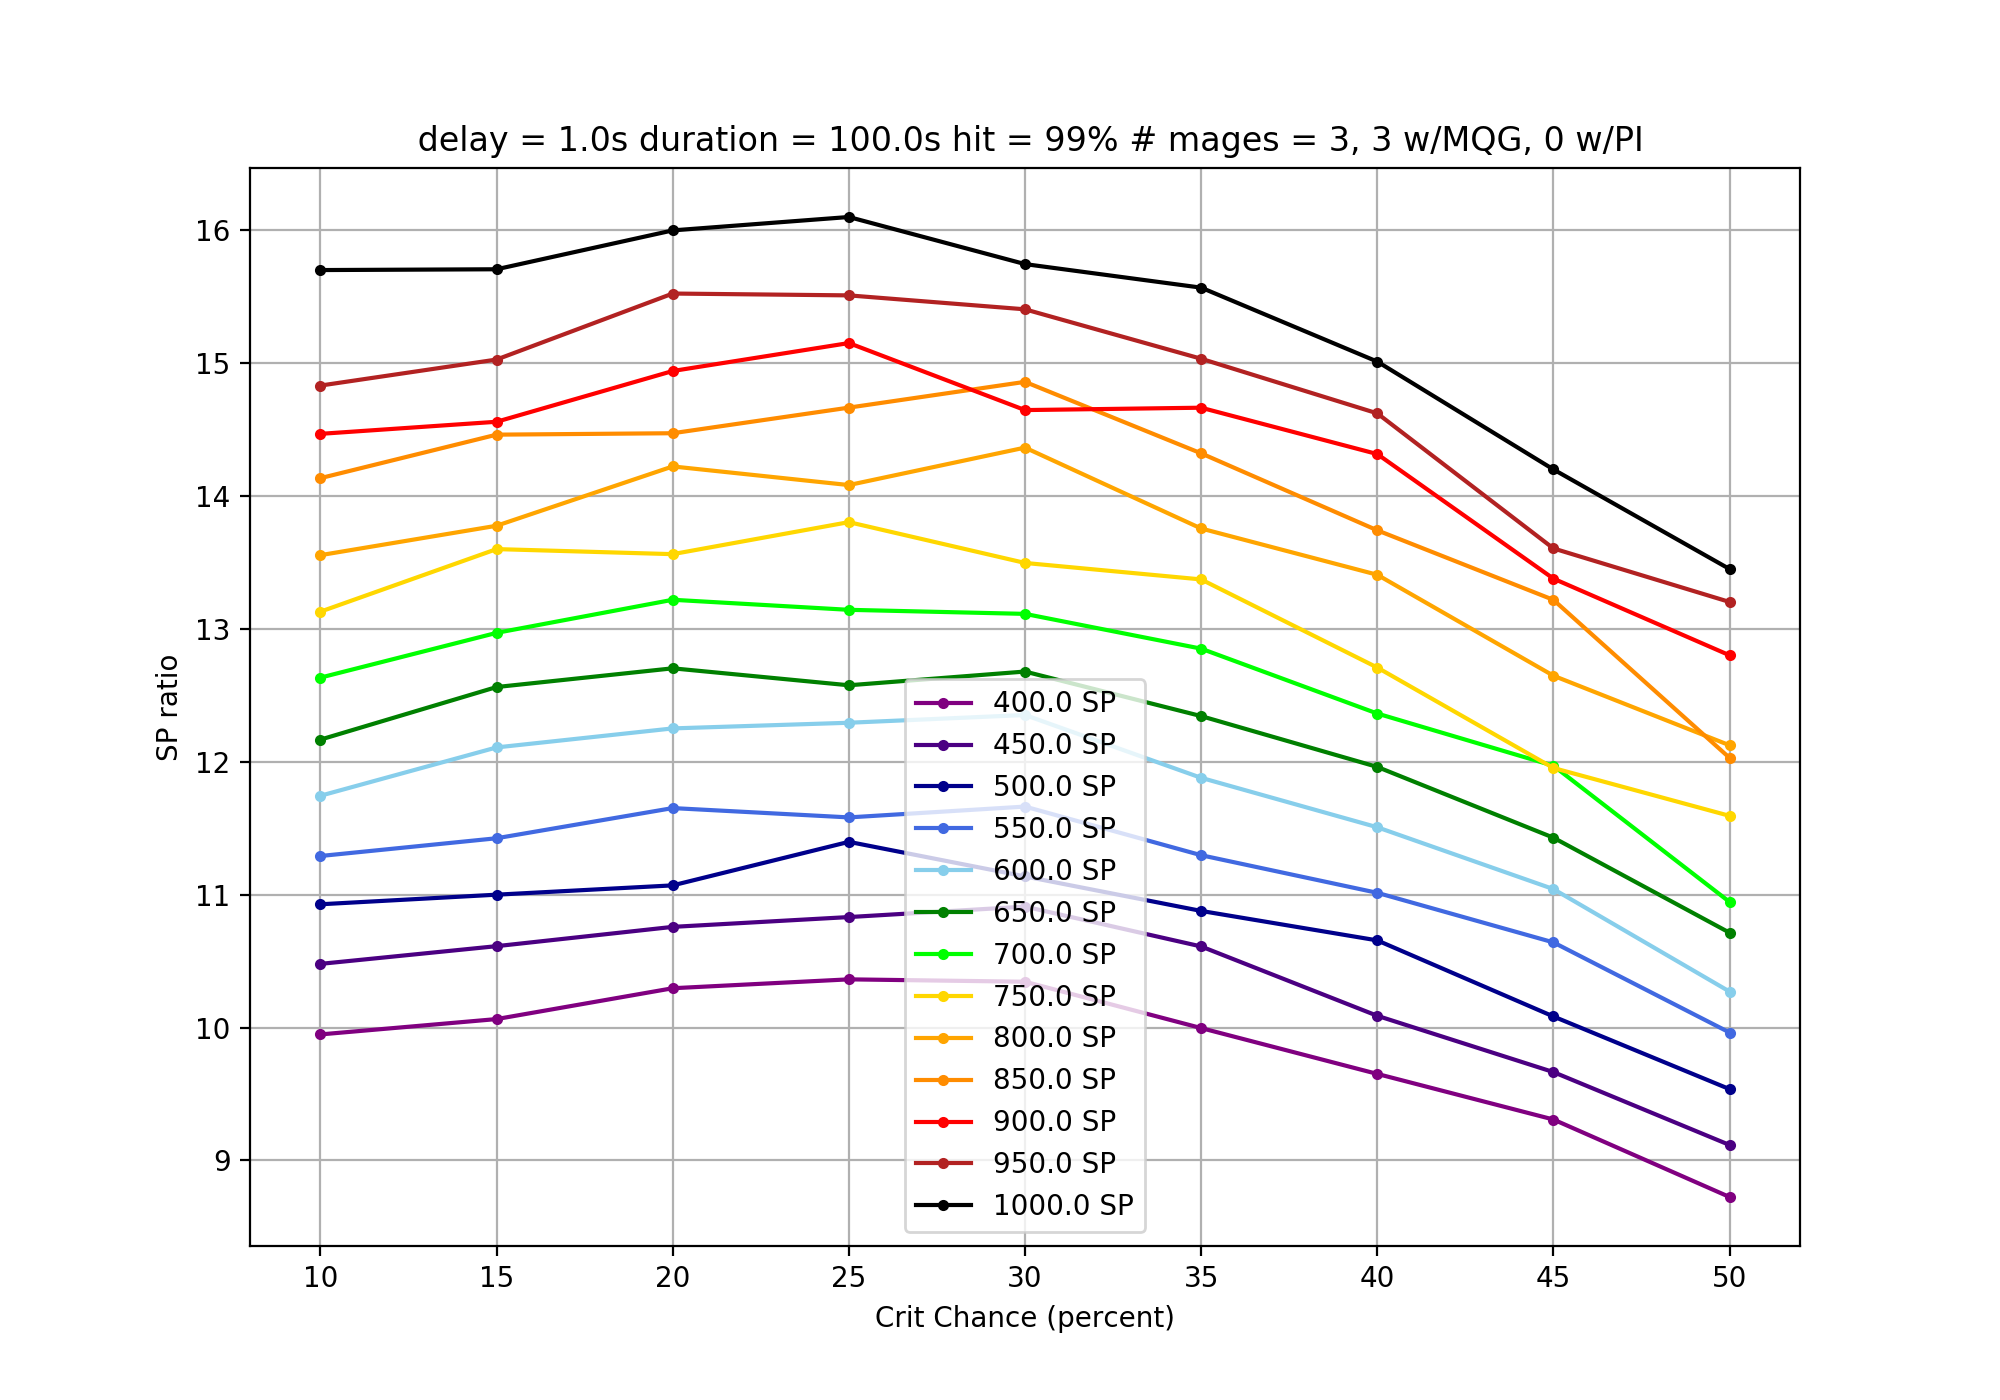 delay = 1.0s duration = 100.0s hit = 99% # mages = 3, 3 w/MQG, 0 w/PI
16
15
14
13
12
11
10
9
SP ratio
400.0 SP
450.0 SP
500.0 SP
550.0 SP
600.0 SP
650.0 SP
700.0 SP
750.0 SP
800.0 SP
850.0 SP
900.0 SP
950.0 SP
1000.0 SP
10 15 20 25 30 35 40 45 50
Crit Chance (percent)